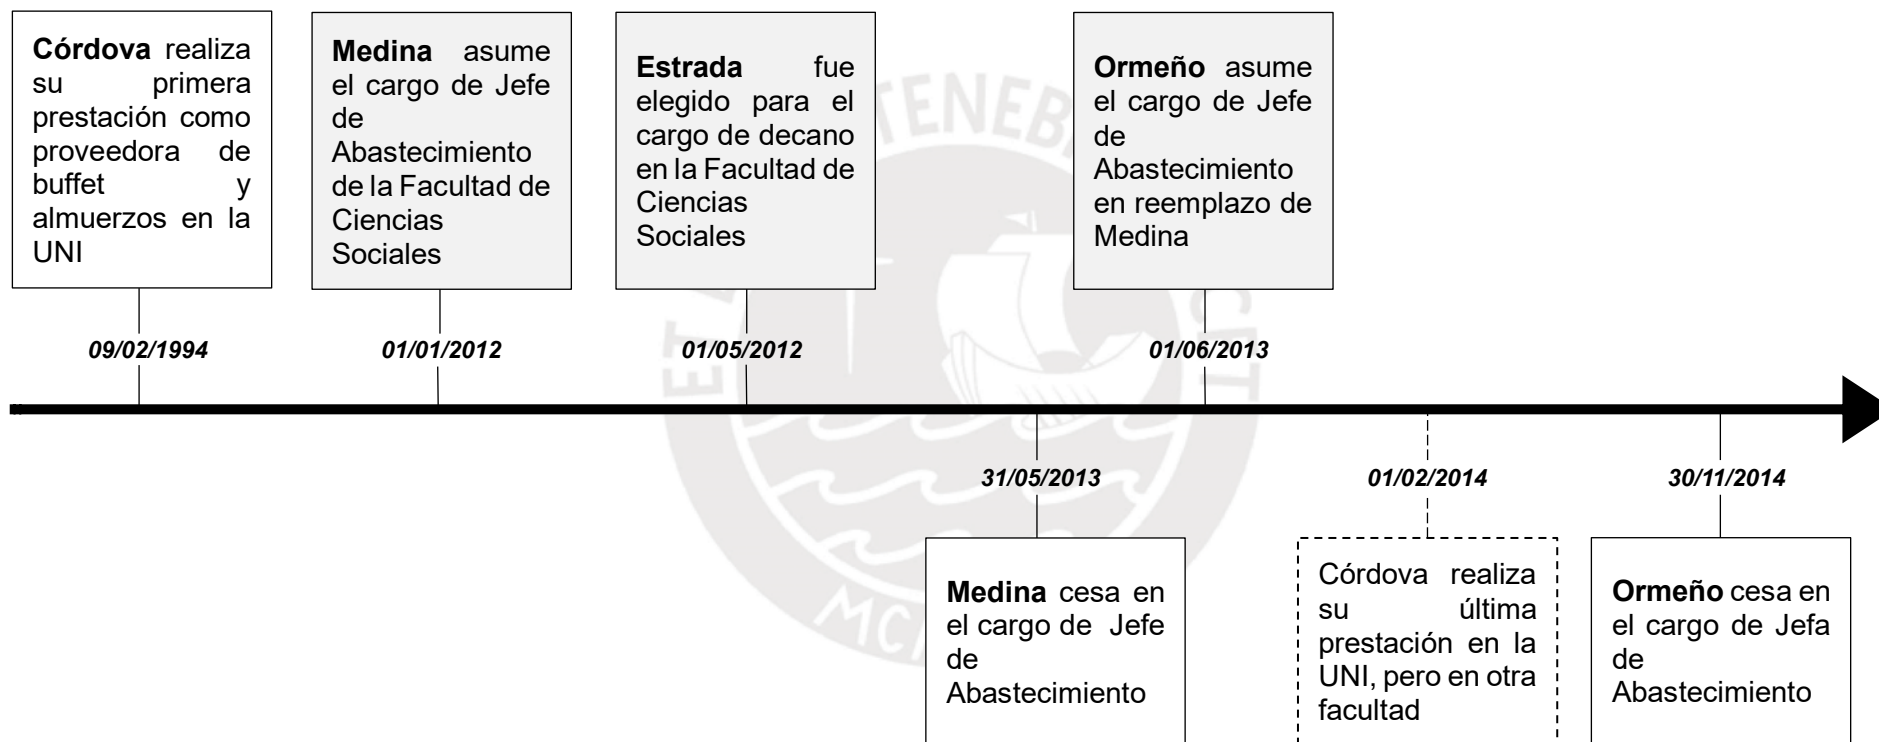 Córdova realiza
su primera
prestación como
proveedora de
buffet y
almuerzos en la
UNI
Medina asume
el cargo de Jefe
de
Abastecimiento
de la Facultad de
Ciencias
Sociales
Estrada fue
elegido para el
cargo de decano
en la Facultad de
Ciencias
Sociales
Ormeño asume
el cargo de Jefe
de
Abastecimiento
en reemplazo de
Medina
09/02/1994
01/01/2012
01/05/2012
01/06/2013
31/05/2013
01/02/2014
30/11/2014
Medina cesa en
el cargo de Jefe
de
Abastecimiento
Córdova realiza
su última
prestación en la
UNI, pero en otra
facultad
Ormeño cesa en
el cargo de Jefa
de
Abastecimiento